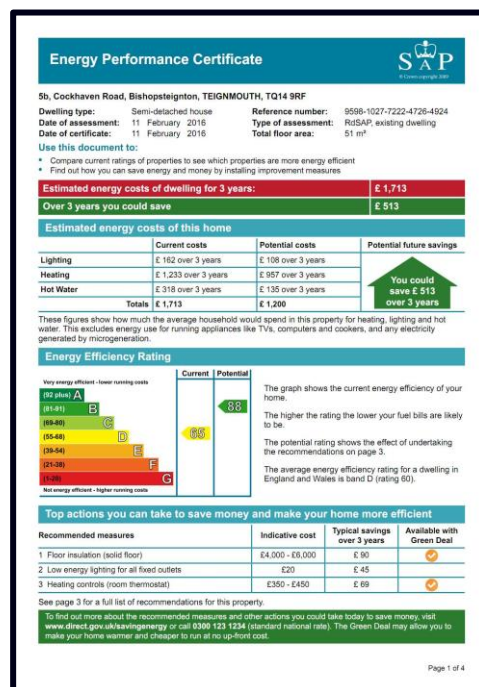 Energy Performance Certificate
SAP
© Crown copyright 2009
5b, Cockhaven Road, Bishopsteignton, TEIGNMOUTH, TQ14 9RF
Dwelling type: Semi-detached house Reference number: 9598-1027-7222-4726-4924
Date of assessment: 11 February 2016 Type of assessment: RdSAP, existing dwelling
Date of certificate: 11 February 2016 Total floor area: 51 m²
Use this document to:
• Compare current ratings of properties to see which properties are more energy efficient
• Find out how you can save energy and money by installing improvement measures
Estimated energy costs of dwelling for 3 years: £ 1,713
Over 3 years you could save £ 513
Estimated energy costs of this home
Current costs Potential costs Potential future savings
Lighting £ 162 over 3 years £ 108 over 3 years
Heating £ 1,233 over 3 years £ 957 over 3 years
Hot Water £ 318 over 3 years £ 135 over 3 years
Totals £ 1,713 £ 1,200
You could
save £ 513
over 3 years
These figures show how much the average household would spend in this property for heating, lighting and hot
water. This excludes energy use for running appliances like TVs, computers and cookers, and any electricity
generated by microgeneration.
Energy Efficiency Rating
Current Potential
Very energy efficient - lower running costs
(92 plus) A
(81-91) B
(69-80) C
(55-68) D
(39-54) E
(21-38) F
(1-20) G
Not energy efficient - higher running costs
65
88
The graph shows the current energy efficiency of your
home.
The higher the rating the lower your fuel bills are likely
to be.
The potential rating shows the effect of undertaking
the recommendations on page 3.
The average energy efficiency rating for a dwelling in
England and Wales is band D (rating 60).
Top actions you can take to save money and make your home more efficient
Recommended measures Indicative cost Typical savings over 3 years Available with Green Deal
1 Floor insulation (solid floor) £4,000 - £6,000 £ 90
2 Low energy lighting for all fixed outlets £20 £ 45
3 Heating controls (room thermostat) £350 - £450 £ 69
See page 3 for a full list of recommendations for this property.
To find out more about the recommended measures and other actions you could take today to save money, visit
www.direct.gov.uk/savingenergy or call 0300 123 1234 (standard national rate). The Green Deal may allow you to
make your home warmer and cheaper to run at no up-front cost.
Page 1 of 4